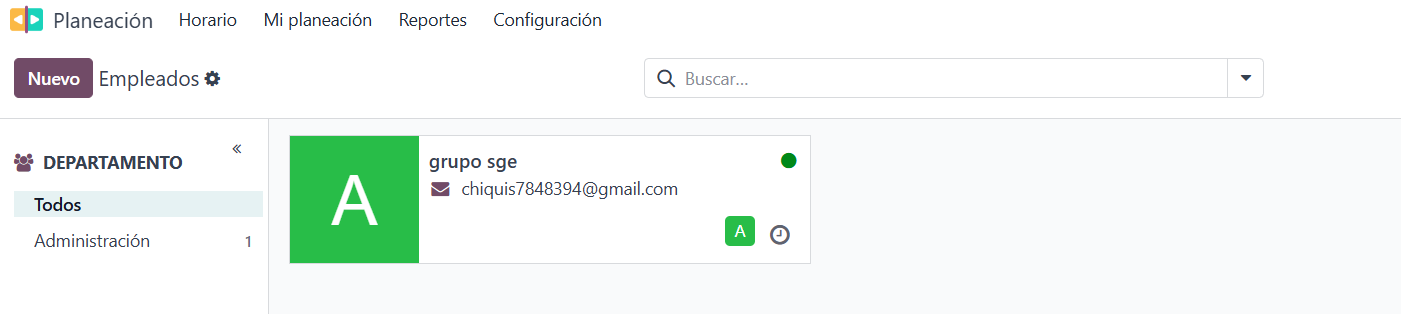 Planeación Horario Mi planeación Reportes Configuración
Nuevo Empleados Buscar...
DEPARTAMENTO
Todos
Administración 1
A
grupo sge
chiquis7848394@gmail.com
A